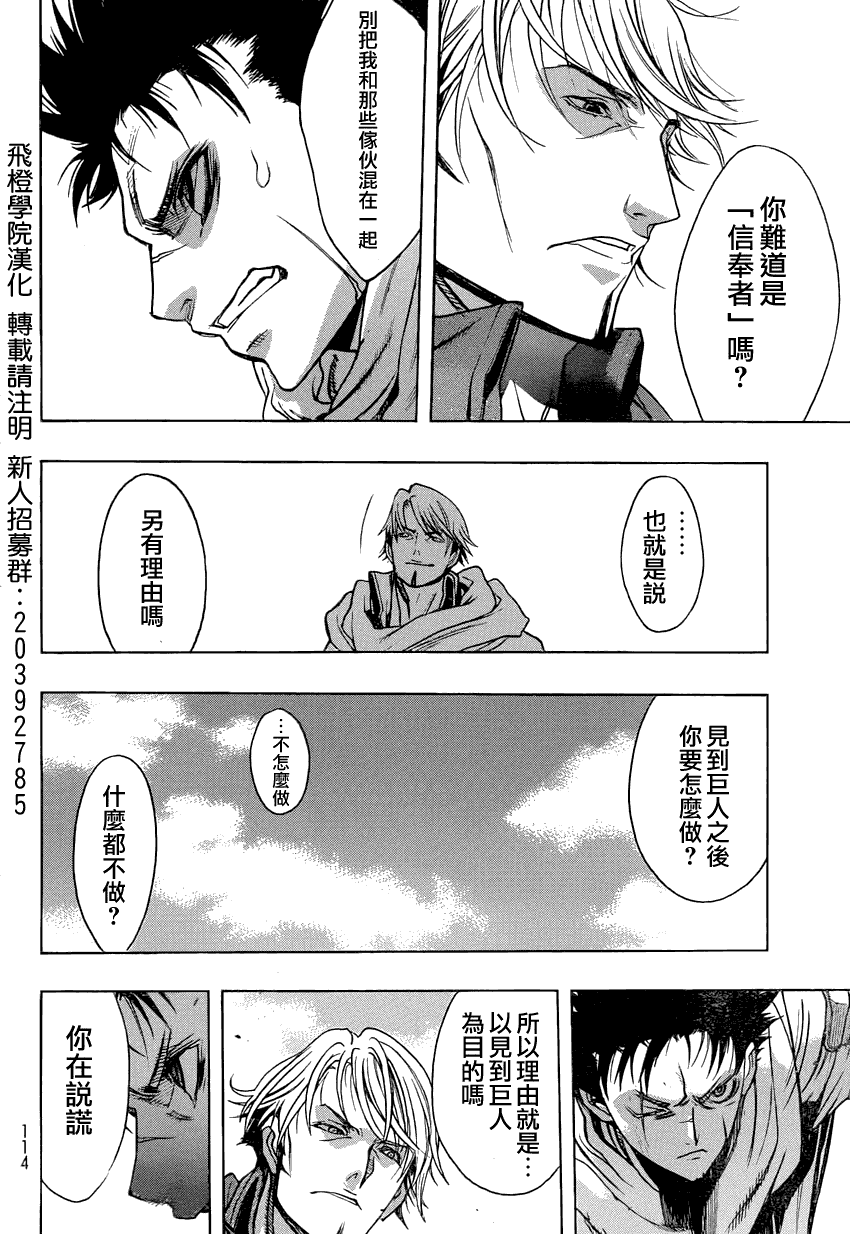 你難道是
「信奉者」嗎？
別把我和那些傢伙混在一起
……
也就是説
另有理由嗎
見到巨人之後
你要怎麼做？
…不怎麼做
什麼都不做？
所以理由就是…
以見到巨人
為目的嗎
你在説謊
飛橙學院漢化 轉載請注明 新人招募群：20392785
114